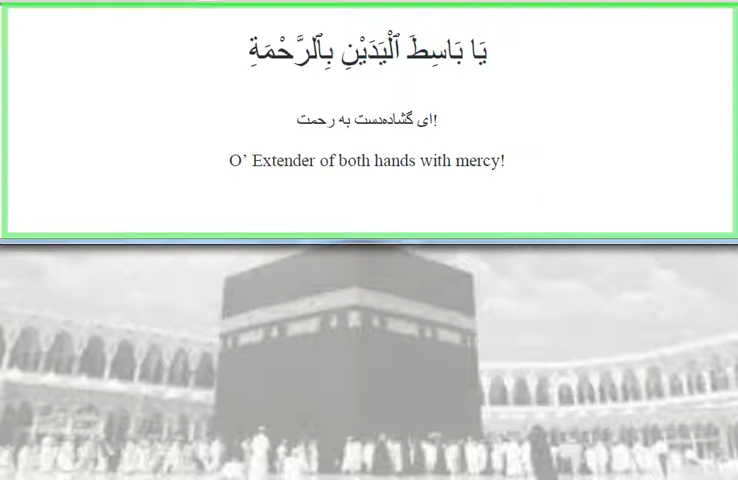 يَا بَاسِطَ ٱلْيَدَيْنِ بِٱلرَّحْمَةِ
ای گشاده‌دست به رحمت!
O’ Extender of both hands with mercy!